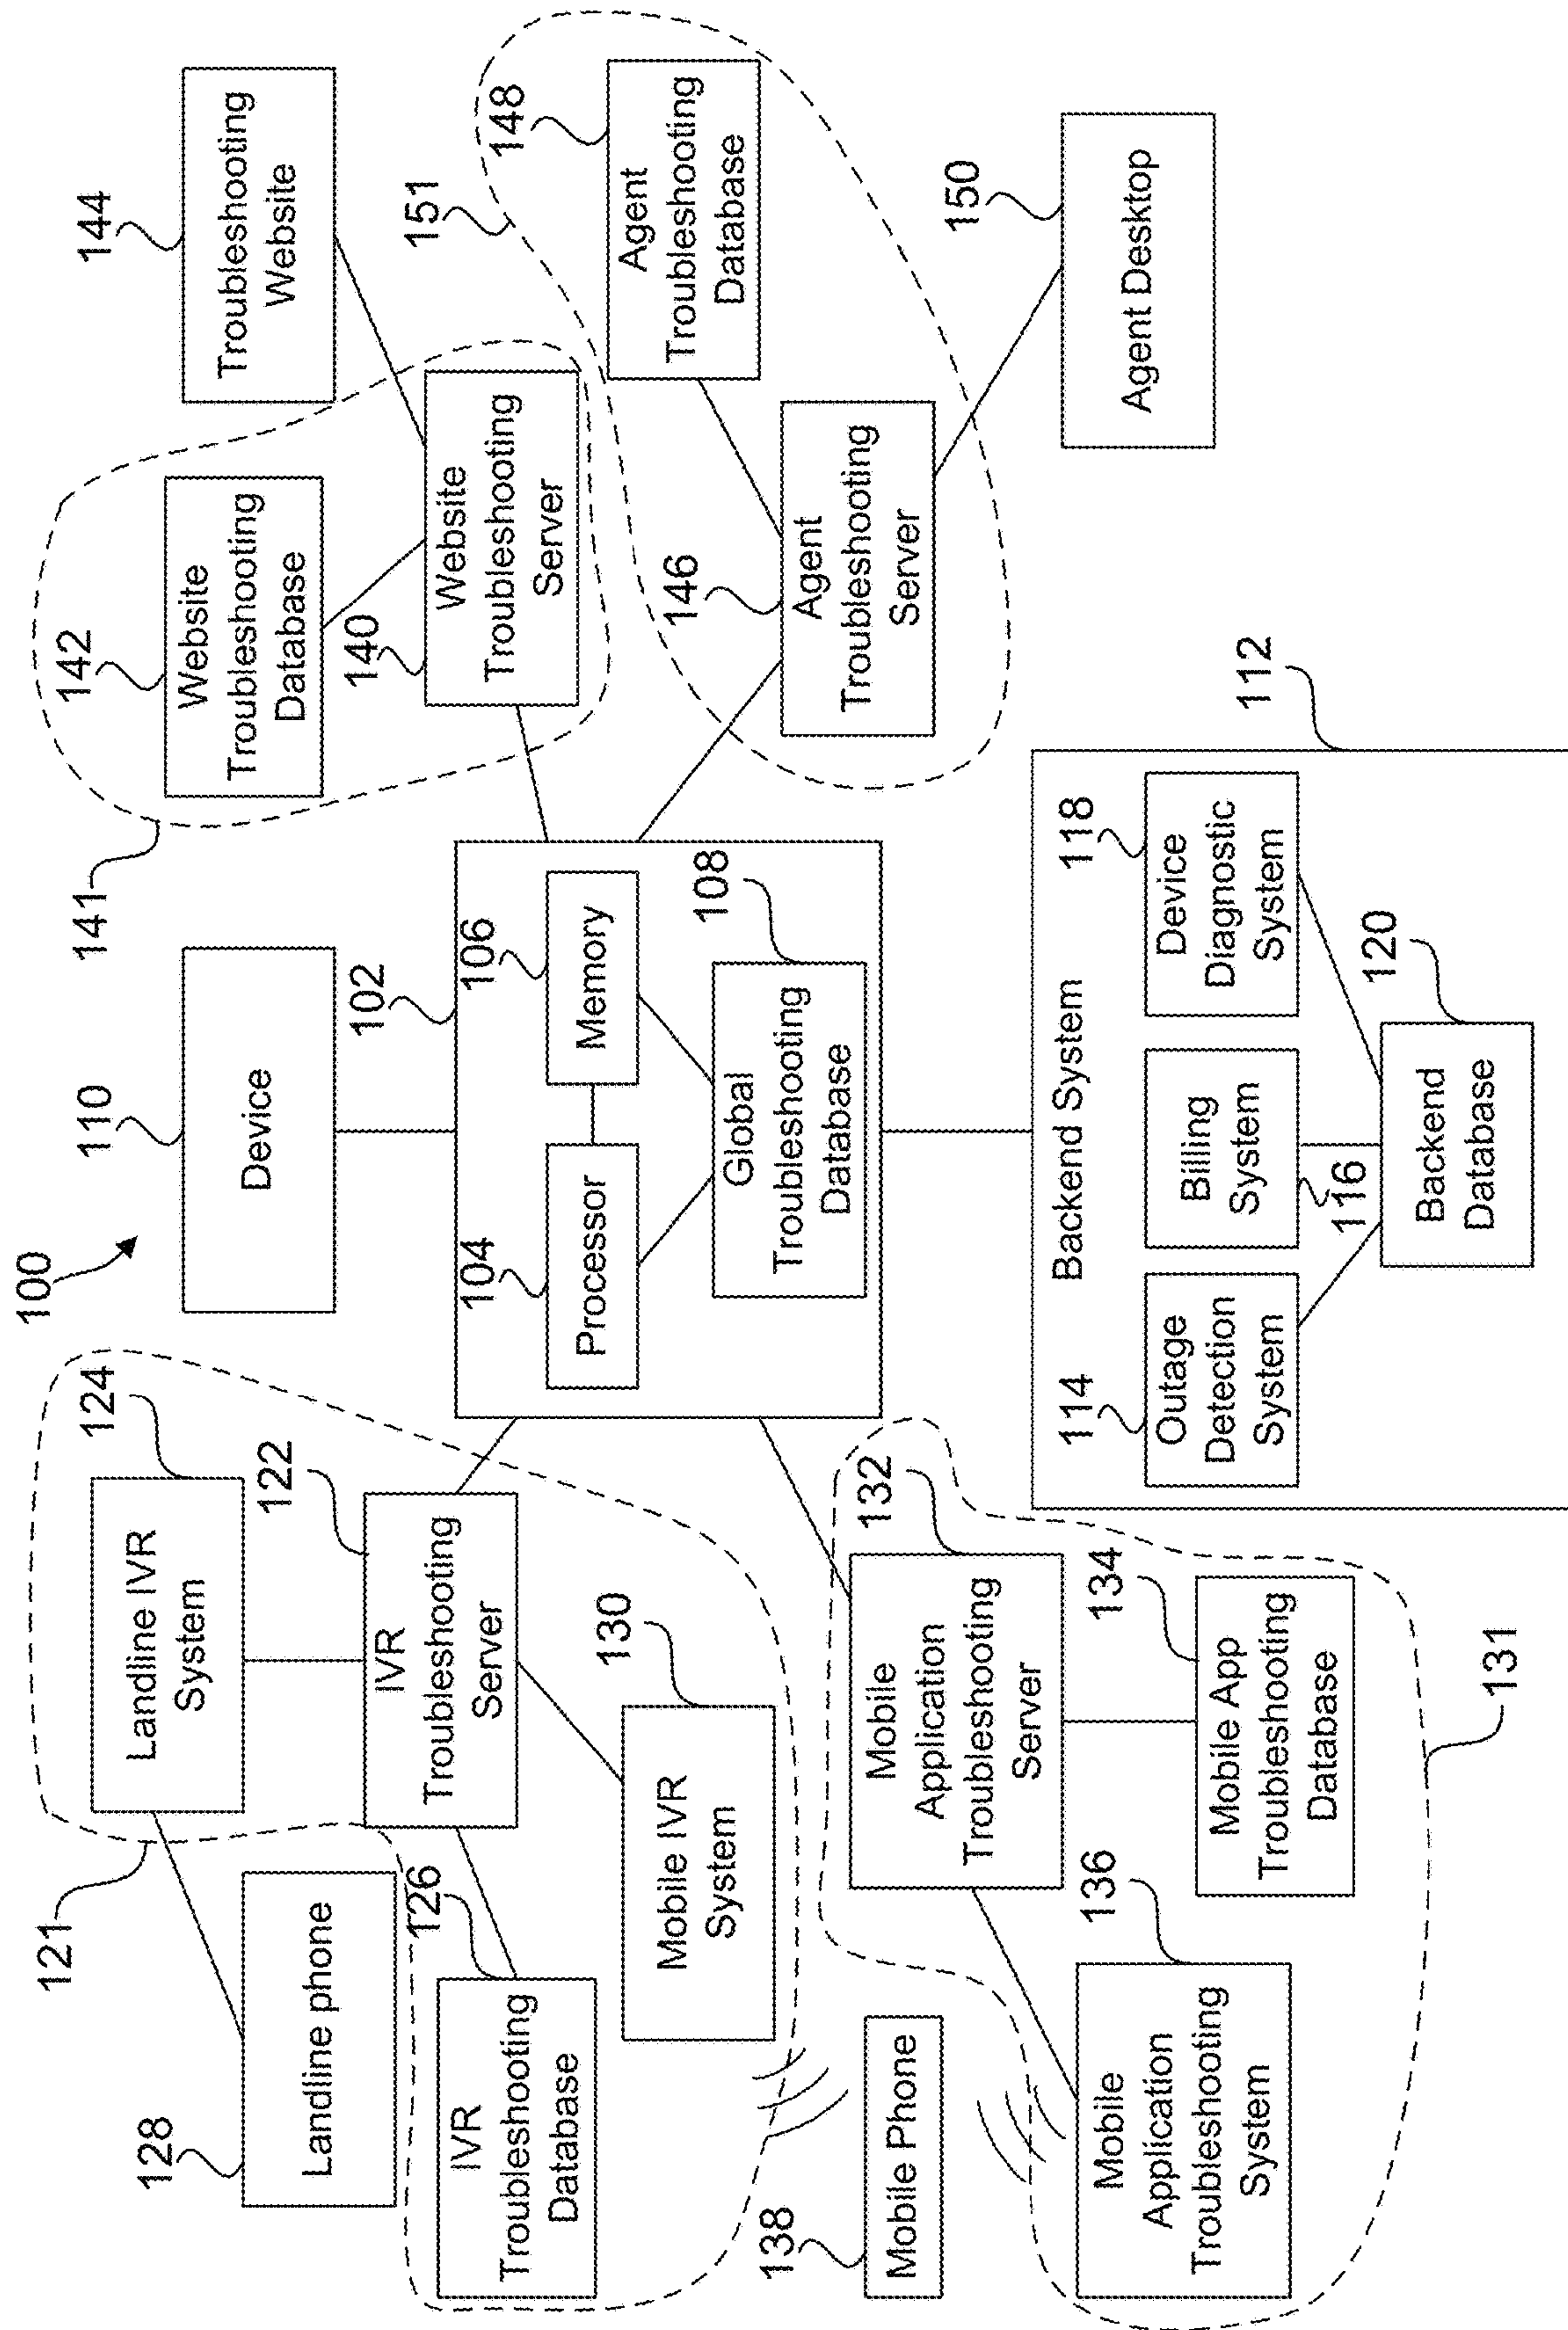 100
121
124
Landline IVR
System
128
Landline phone
122
IVR
Troubleshooting
Server
126
IVR
Troubleshooting
Database
130
Mobile IVR
System
138
Mobile Phone
132
Mobile
Application
Troubleshooting
Server
134
Mobile App
Troubleshooting
Database
136
Mobile
Application
Troubleshooting
System
131
110
Device
102
104
Processor
106
Memory
108
Global
Troubleshooting
Database
112
Backend System
114
Outage
Detection
System
Billing
System
116
118
Device
Diagnostic
System
120
Backend
Database
141
142
Website
Troubleshooting
Database
140
Website
Troubleshooting
Server
144
Troubleshooting
Website
151
148
Agent
Troubleshooting
Database
146
Agent
Troubleshooting
Server
150
Agent Desktop